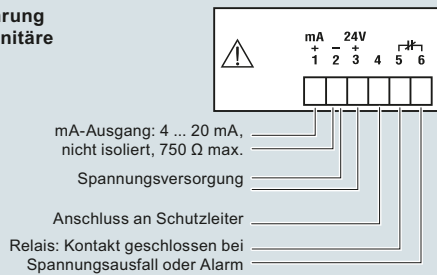 rung
nitäre
mA 24V
+ – +
1 2 3 4 5 6
mA-Ausgang: 4 ... 20 mA,
nicht isoliert, 750 Ω max.
Spannungsversorgung
Anschluss an Schutzleiter
Relais: Kontakt geschlossen bei
Spannungsausfall oder Alarm